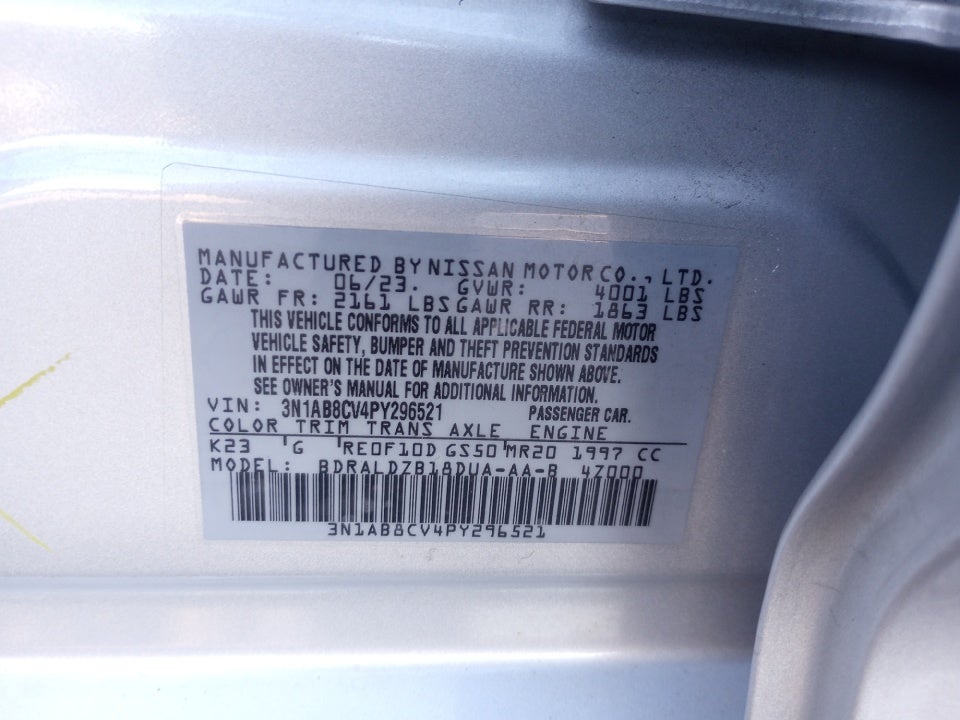 MANUFACTURED BY NISSAN MOTOR CO., LTD.
DATE: 06/23. GVWR: 4001 LBS
GAWR FR: 2161 LBS GAWR RR: 1863 LBS
THIS VEHICLE CONFORMS TO ALL APPLICABLE FEDERAL MOTOR
VEHICLE SAFETY, BUMPER AND THEFT PREVENTION STANDARDS
IN EFFECT ON THE DATE OF MANUFACTURE SHOWN ABOVE.
SEE OWNER'S MANUAL FOR ADDITIONAL INFORMATION.
VIN: 3N1AB8CV4PY296521 PASSENGER CAR.
COLOR TRIM TRANS AXLE ENGINE
K23 G RE0F10D GS50 MR20 1997 CC
MODEL: BDRALDZB18DUA-AA-B 47000
3N1AB8CV4PY296521